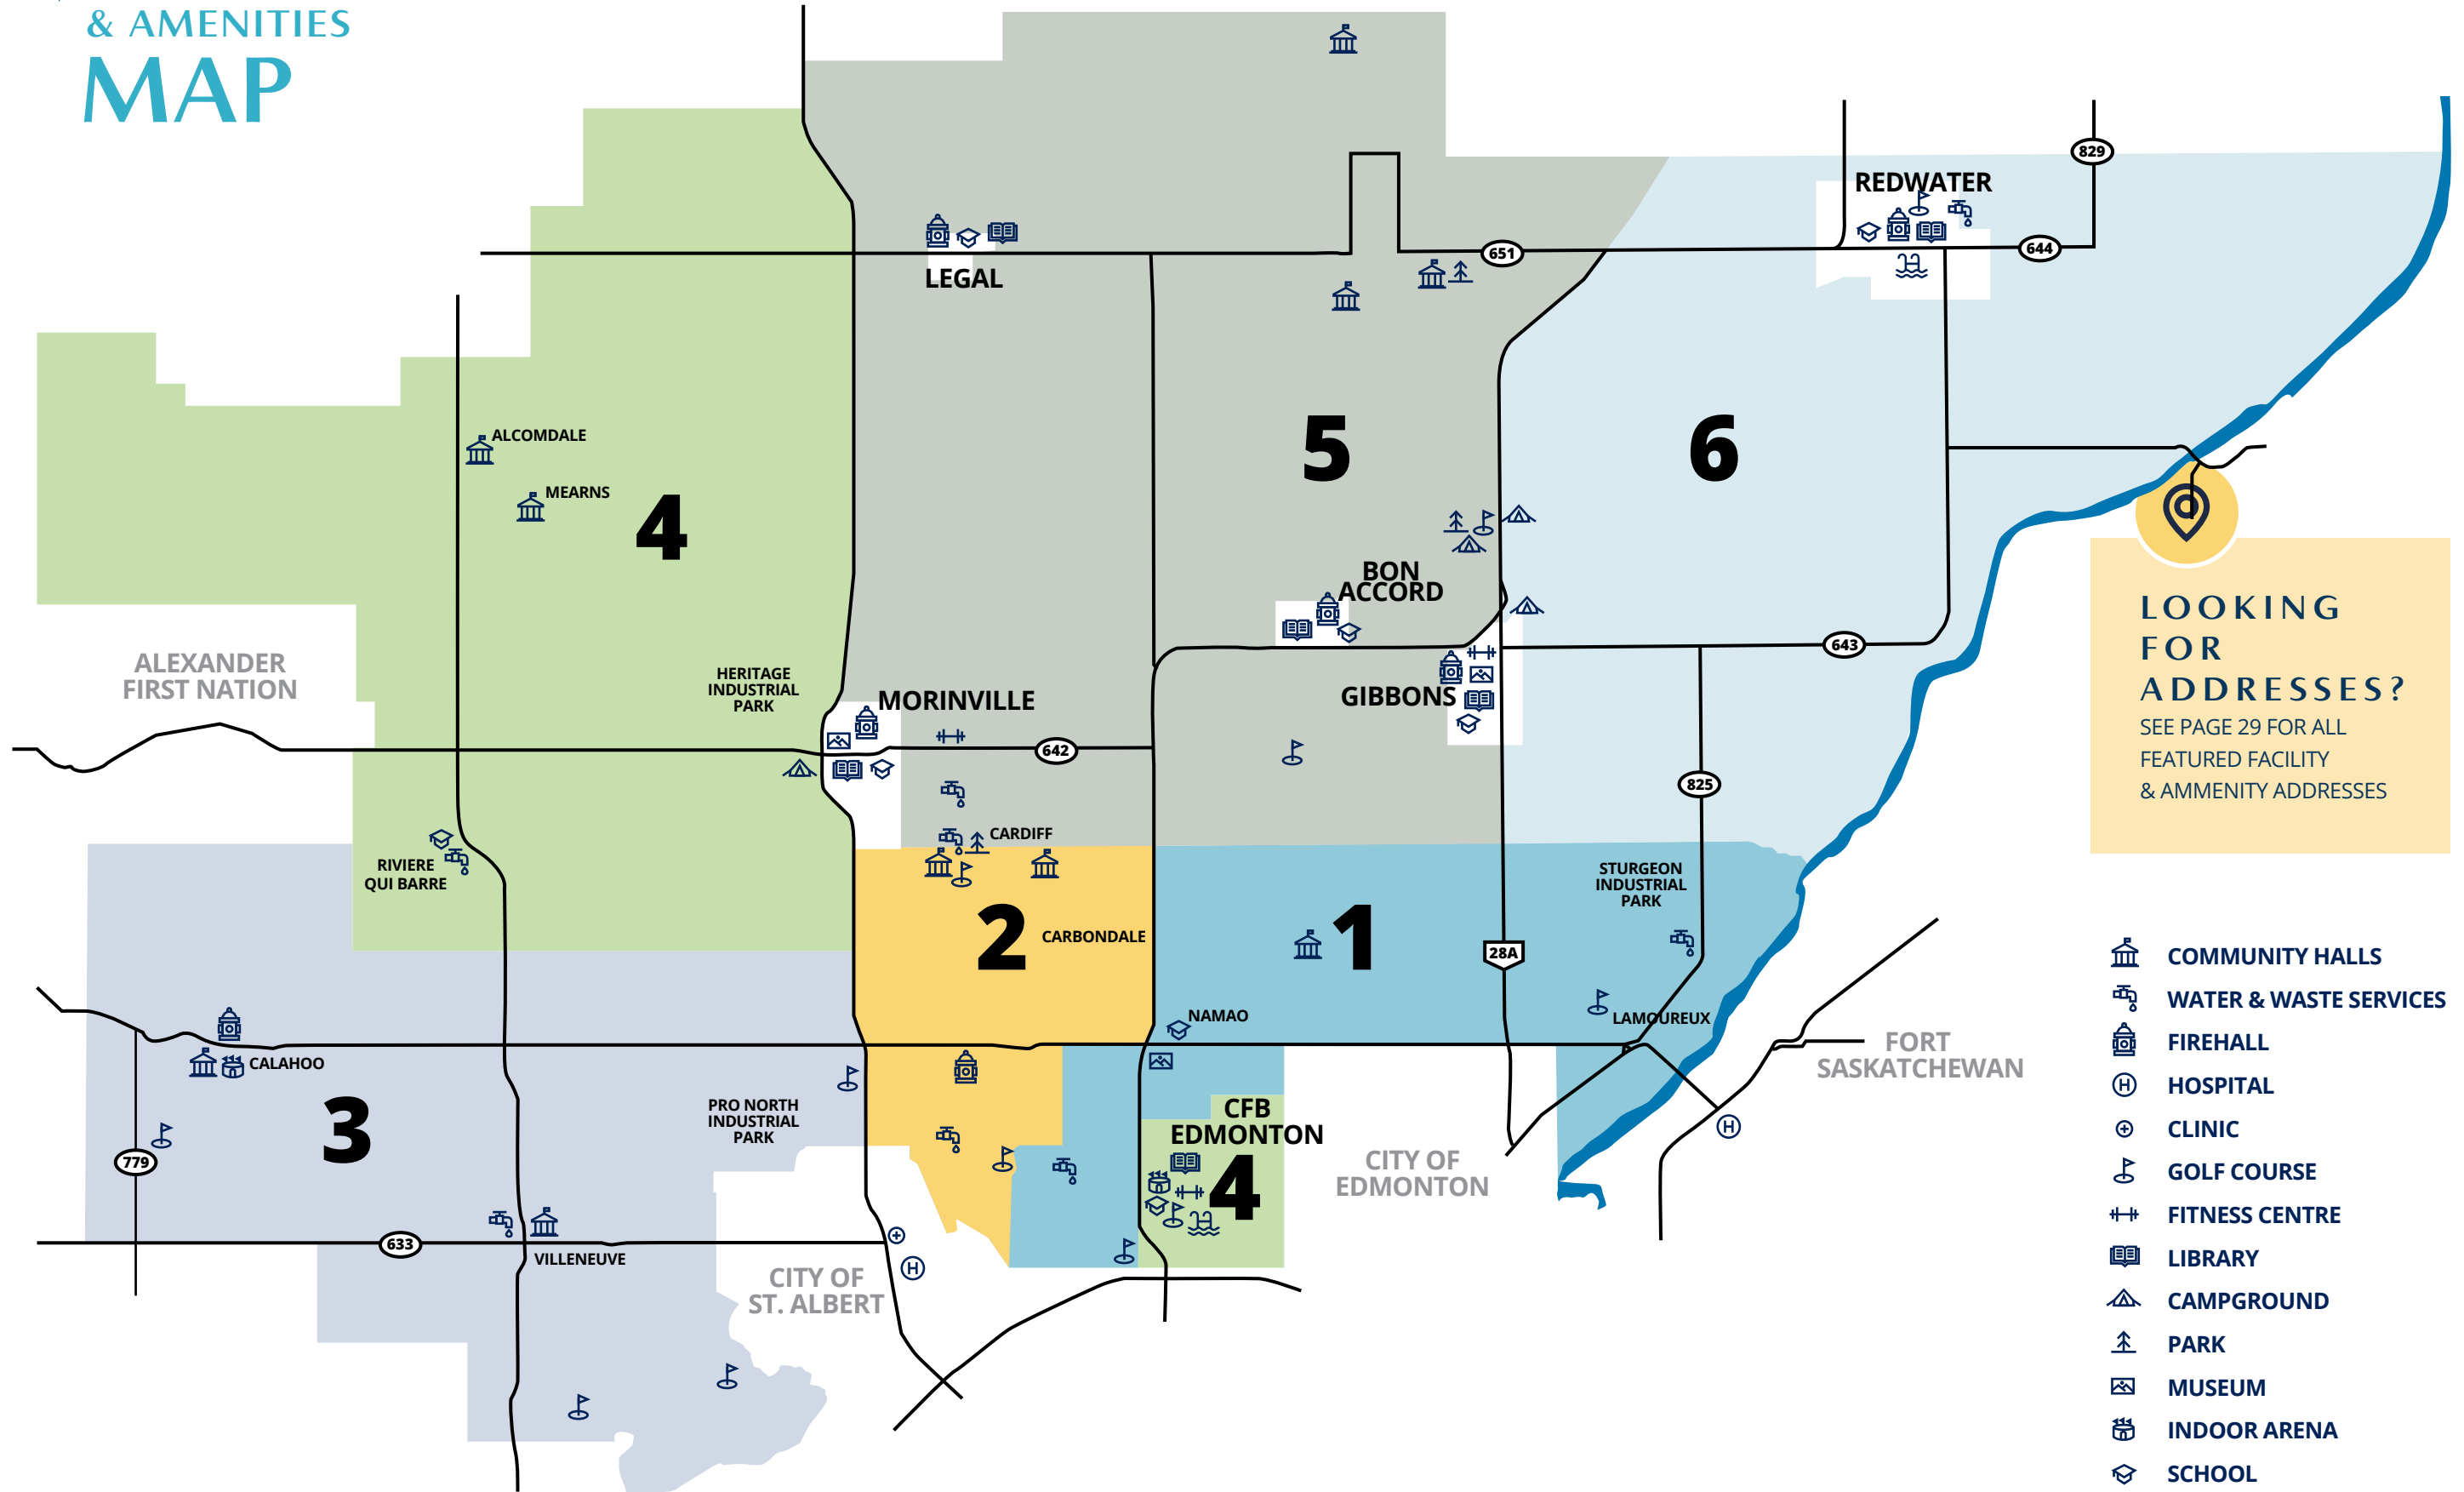 & AMENITIES
MAP
829
REDWATER
651
644
LEGAL
ALCOMDALE
MEARNS
4
5
6
BON
ACCORD
LOOKING
FOR
ADDRESSES?
SEE PAGE 29 FOR ALL
FEATURED FACILITY
& AMMENITY ADDRESSES
ALEXANDER
FIRST NATION
HERITAGE
INDUSTRIAL
PARK
MORINVILLE
642
GIBBONS
643
825
CARDIFF
RIVIERE
QUI BARRE
STURGEON
INDUSTRIAL
PARK
2
CARBONDALE
1
28A
NAMAO
LAMOUREUX
CALAHOO
FORT
SASKATCHEWAN
3
779
PRO NORTH
INDUSTRIAL
PARK
CFB
EDMONTON
4
CITY OF
EDMONTON
633
VILLENEUVE
CITY OF
ST. ALBERT
COMMUNITY HALLS
WATER & WASTE SERVICES
FIREHALL
H HOSPITAL
CLINIC
GOLF COURSE
FITNESS CENTRE
LIBRARY
CAMPGROUND
PARK
MUSEUM
INDOOR ARENA
SCHOOL
H
H